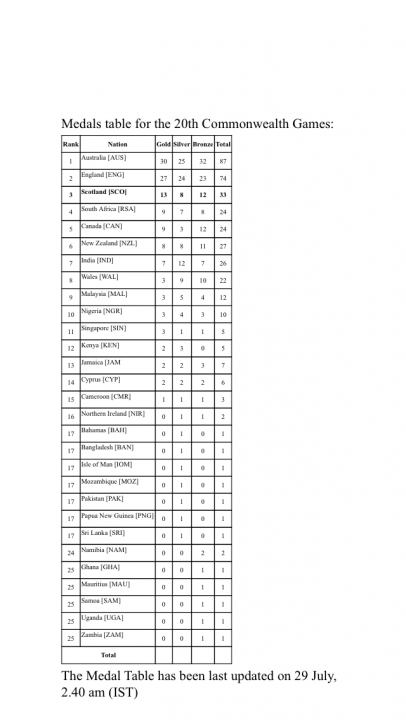 Medals table for the 20th Commonwealth Games:
Rank Nation Gold Silver Bronze Total
1 Australia [AUS] 30 25 32 87
2 England [ENG] 27 24 23 74
3 Scotland [SCO] 13 8 12 33
4 South Africa [RSA] 9 7 8 24
5 Canada [CAN] 9 3 12 24
6 New Zealand [NZL] 8 8 11 27
7 India [IND] 7 12 7 26
8 Wales [WAL] 3 9 10 22
9 Malaysia [MAL] 3 5 4 12
10 Nigeria [NGR] 3 4 3 10
11 Singapore [SIN] 3 1 1 5
12 Kenya [KEN] 2 3 0 5
13 Jamaica [JAM 2 2 3 7
14 Cyprus [CYP] 2 2 2 6
15 Cameroon [CMR] 1 1 1 3
16 Northern Ireland [NIR] 0 1 1 2
17 Bahamas [BAH] 0 1 0 1
17 Bangladesh [BAN] 0 1 0 1
17 Isle of Man [IOM] 0 1 0 1
17 Mozambique [MOZ] 0 1 0 1
17 Pakistan [PAK] 0 1 0 1
17 Papua New Guinea [PNG] 0 1 0 1
17 Sri Lanka [SRI] 0 1 0 1
24 Namibia [NAM] 0 0 2 2
25 Ghana [GHA] 0 0 1 1
25 Mauritius [MAU] 0 0 1 1
25 Samoa [SAM] 0 0 1 1
25 Uganda [UGA] 0 0 1 1
25 Zambia [ZAM] 0 0 1 1
Total
The Medal Table has been last updated on 29 July,
2.40 am (IST)